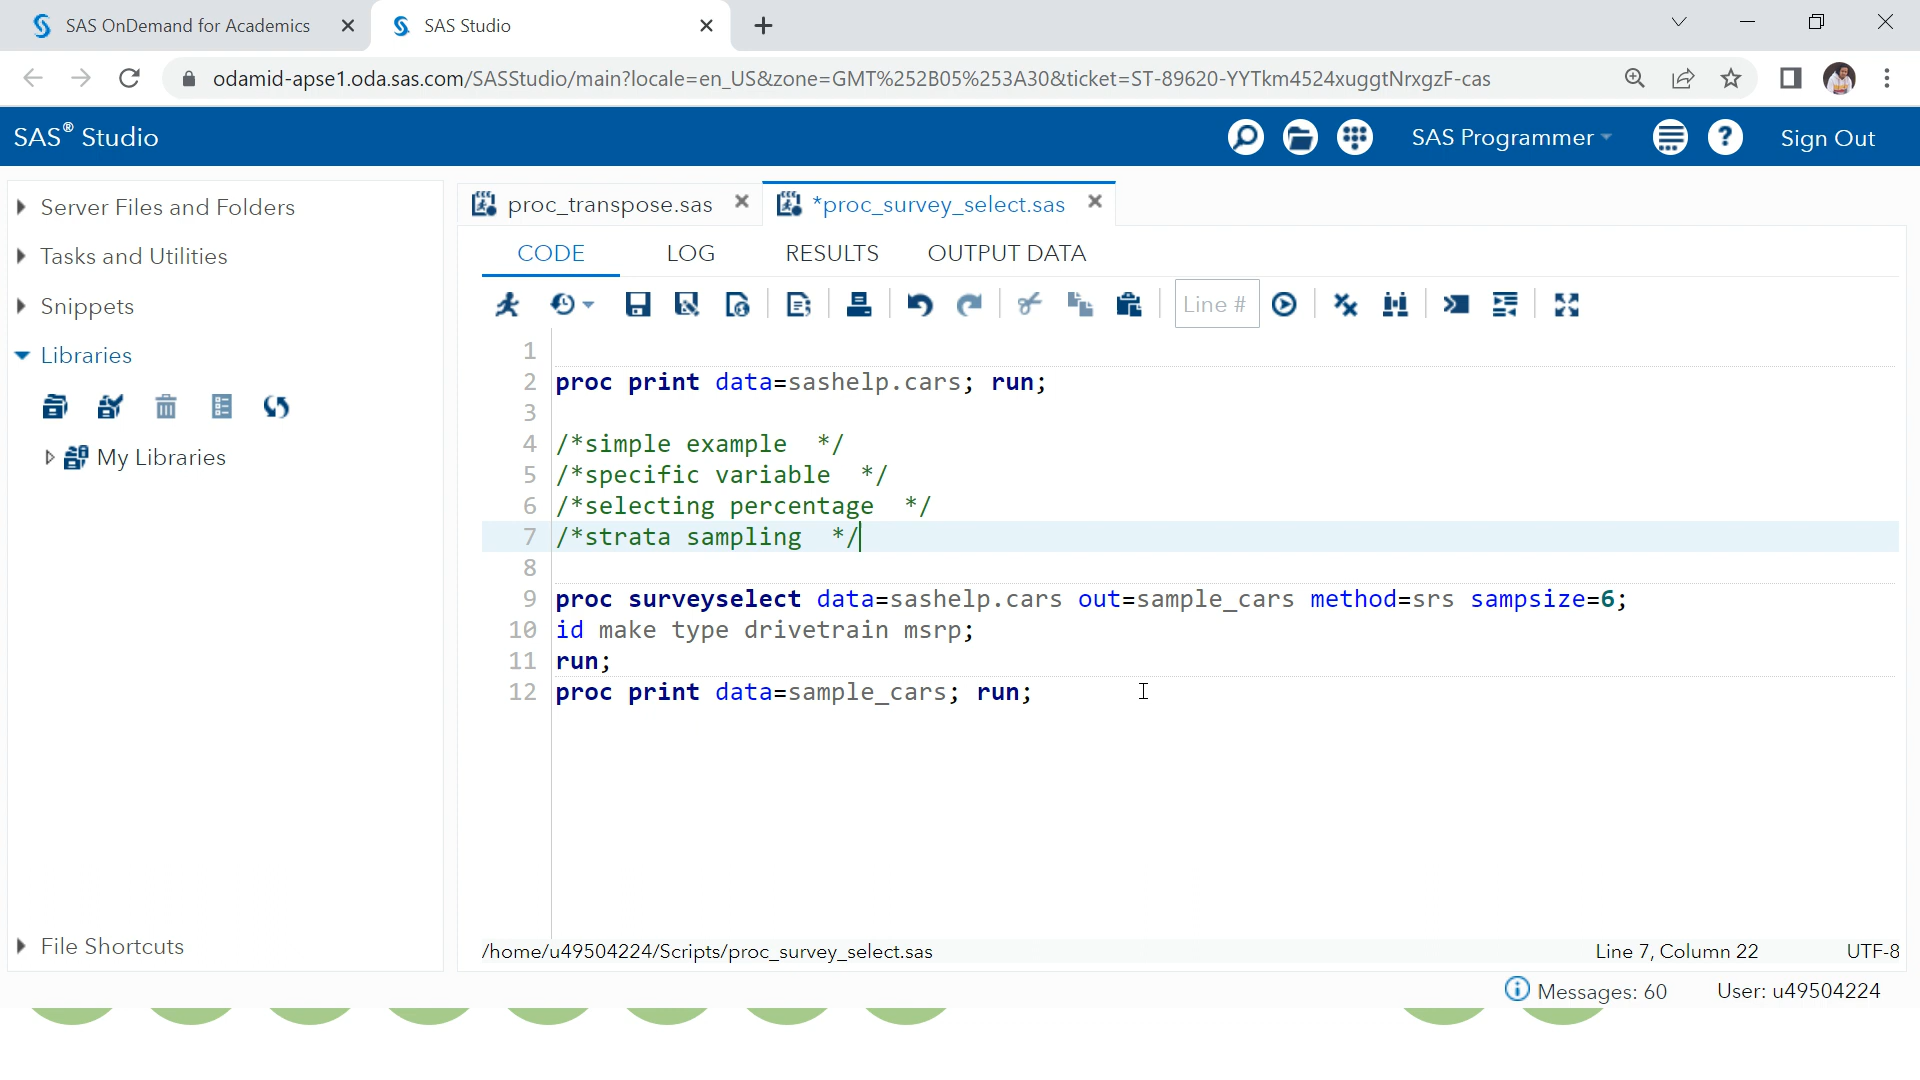 SAS OnDemand for Academics
SAS Studio
odamid-apse1.oda.sas.com/SASStudio/main?locale=en_US&zone=GMT%252B05%253A30&ticket=ST-89620-YYTkm4524xuggtNrxgzF-cas
SAS® Studio
SAS Programmer
Sign Out
Server Files and Folders
Tasks and Utilities
Snippets
Libraries
My Libraries
File Shortcuts
proc_transpose.sas
*proc_survey_select.sas
CODE LOG RESULTS OUTPUT DATA
Line #
1
2 proc print data=sashelp.cars; run;
3
4 /*simple example  */
5 /*specific variable  */
6 /*selecting percentage  */
7 /*strata sampling  */
8
9 proc surveyselect data=sashelp.cars out=sample_cars method=srs sampsize=6;
10 id make type drivetrain msrp;
11 run;
12 proc print data=sample_cars; run;
/home/u49504224/Scripts/proc_survey_select.sas
Line 7, Column 22
UTF-8
Messages: 60
User: u49504224